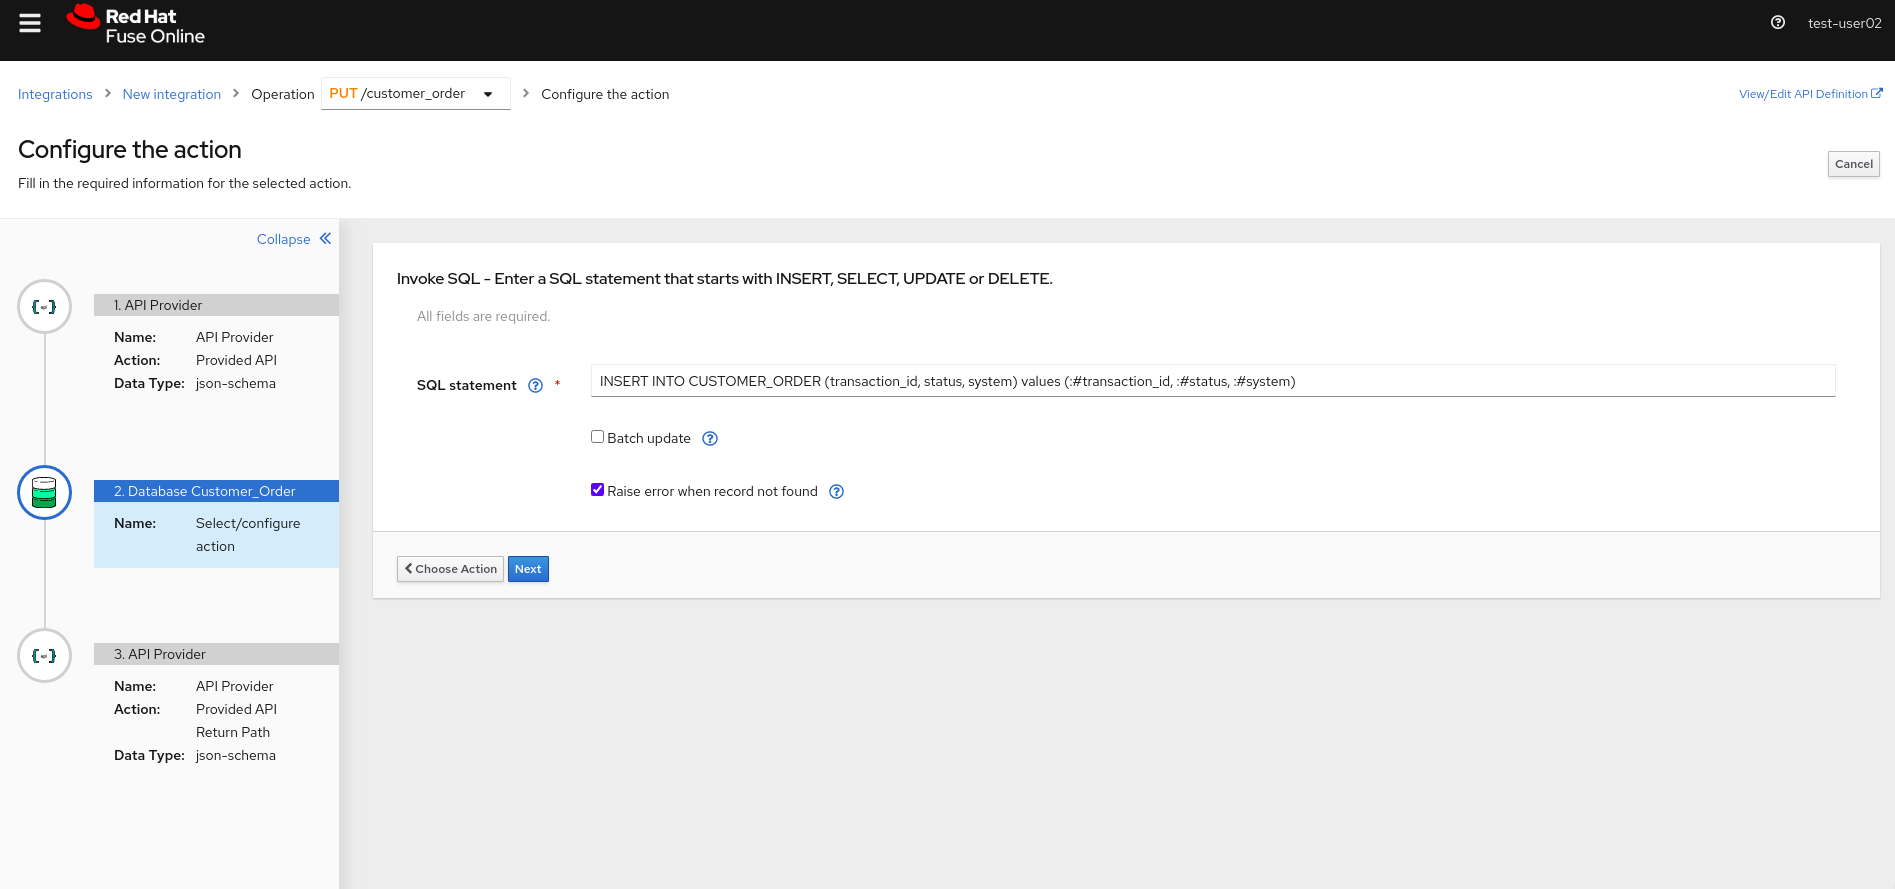 Red Hat
Fuse Online
test-user02
Integrations > New integration > Operation PUT /customer_order > Configure the action
View/Edit API Definition
Configure the action
Cancel
Fill in the required information for the selected action.
Collapse
1. API Provider
Name: API Provider
Action: Provided API
Data Type: json-schema
2. Database Customer_Order
Name: Select/configure
action
3. API Provider
Name: API Provider
Action: Provided API
Return Path
Data Type: json-schema
Invoke SQL - Enter a SQL statement that starts with INSERT, SELECT, UPDATE or DELETE.
All fields are required.
SQL statement * INSERT INTO CUSTOMER_ORDER (transaction_id, status, system) values (:#transaction_id, :#status, :#system)
Batch update
Raise error when record not found
Choose Action Next